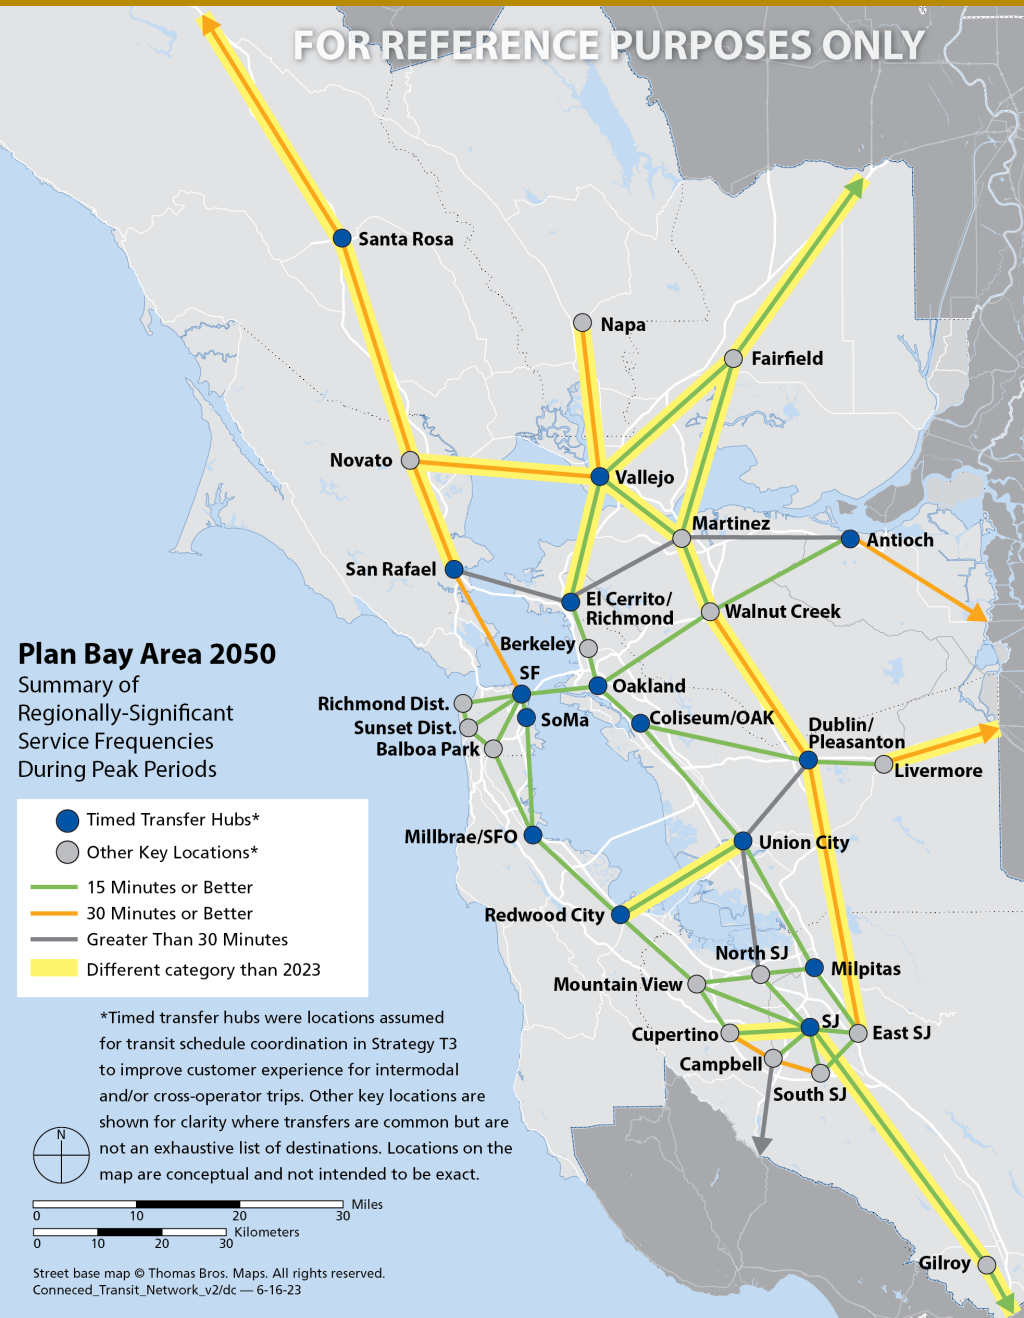 FOR REFERENCE PURPOSES ONLY
Santa Rosa
Napa
Fairfield
Novato
Vallejo
Martinez
Antioch
San Rafael
El Cerrito/
Richmond
Walnut Creek
Berkeley
SF
Oakland
Richmond Dist.
Sunset Dist.
Balboa Park
SoMa
Coliseum/OAK
Dublin/
Pleasanton
Livermore
Millbrae/SFO
Union City
Redwood City
North SJ
Milpitas
Mountain View
SJ
Cupertino
East SJ
Campbell
South SJ
Gilroy
Plan Bay Area 2050
Summary of
Regionally-Significant
Service Frequencies
During Peak Periods
Timed Transfer Hubs*
Other Key Locations*
15 Minutes or Better
30 Minutes or Better
Greater Than 30 Minutes
Different category than 2023
*Timed transfer hubs were locations assumed
for transit schedule coordination in Strategy T3
to improve customer experience for intermodal
and/or cross-operator trips. Other key locations are
shown for clarity where transfers are common but are
not an exhaustive list of destinations. Locations on the
map are conceptual and not intended to be exact.
N
Miles
0 10 20 30
Kilometers
0 10 20 30
Street base map © Thomas Bros. Maps. All rights reserved.
Conneced_Transit_Network_v2/dc — 6-16-23